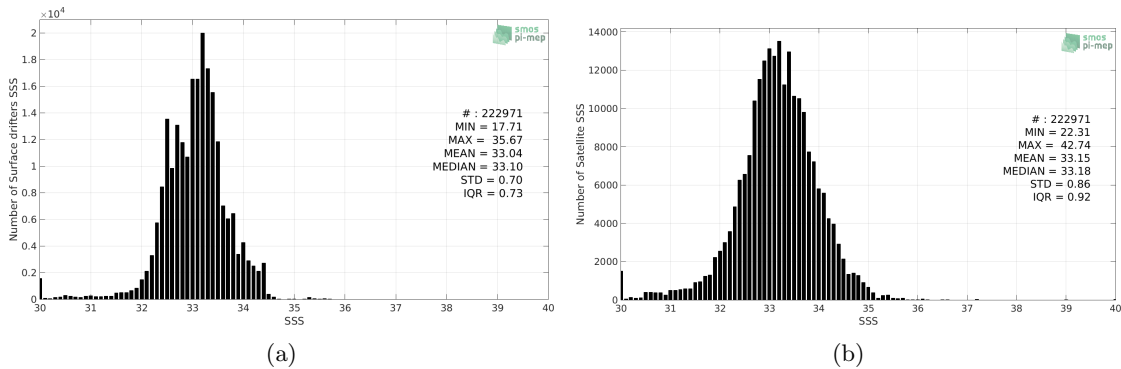 ×10⁴
2
1.8
1.6
1.4
1.2
1
0.8
0.6
0.4
0.2
0
Number of Surface drifters SSS
30 31 32 33 34 35 36 37 38 39 40
SSS
smos
pi-mep
# : 222971
MIN = 17.71
MAX = 35.67
MEAN = 33.04
MEDIAN = 33.10
STD = 0.70
IQR = 0.73
(a)
14000
12000
10000
8000
6000
4000
2000
0
Number of Satellite SSS
30 31 32 33 34 35 36 37 38 39 40
SSS
smos
pi-mep
# : 222971
MIN = 22.31
MAX = 42.74
MEAN = 33.15
MEDIAN = 33.18
STD = 0.86
IQR = 0.92
(b)